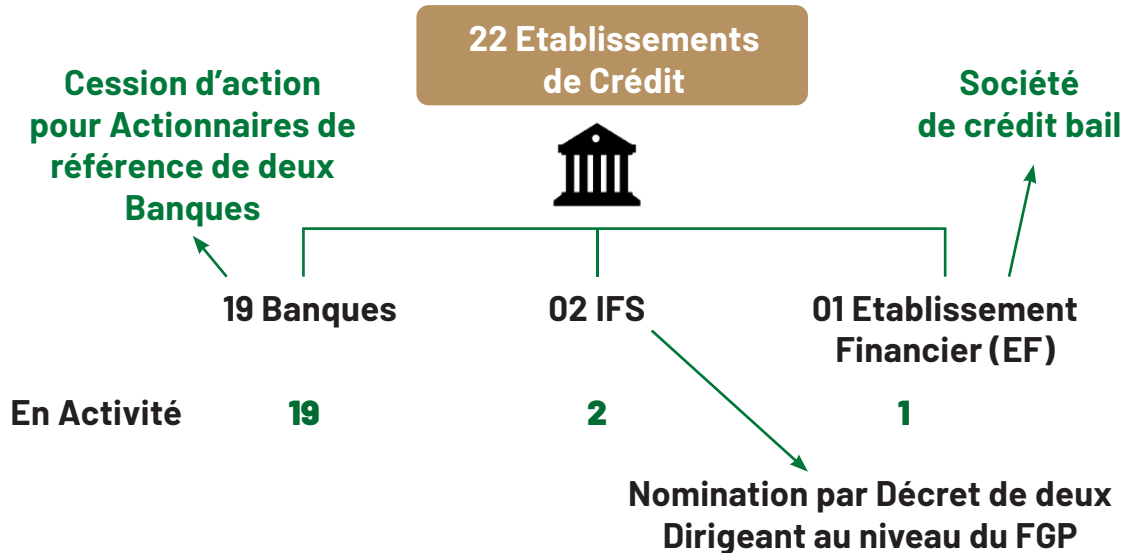 22 Etablissements
de Crédit
Cession d’action
pour Actionnaires de
référence de deux
Banques
Société
de crédit bail
19 Banques
02 IFS
01 Etablissement
Financier (EF)
En Activité
19
2
1
Nomination par Décret de deux
Dirigeant au niveau du FGP